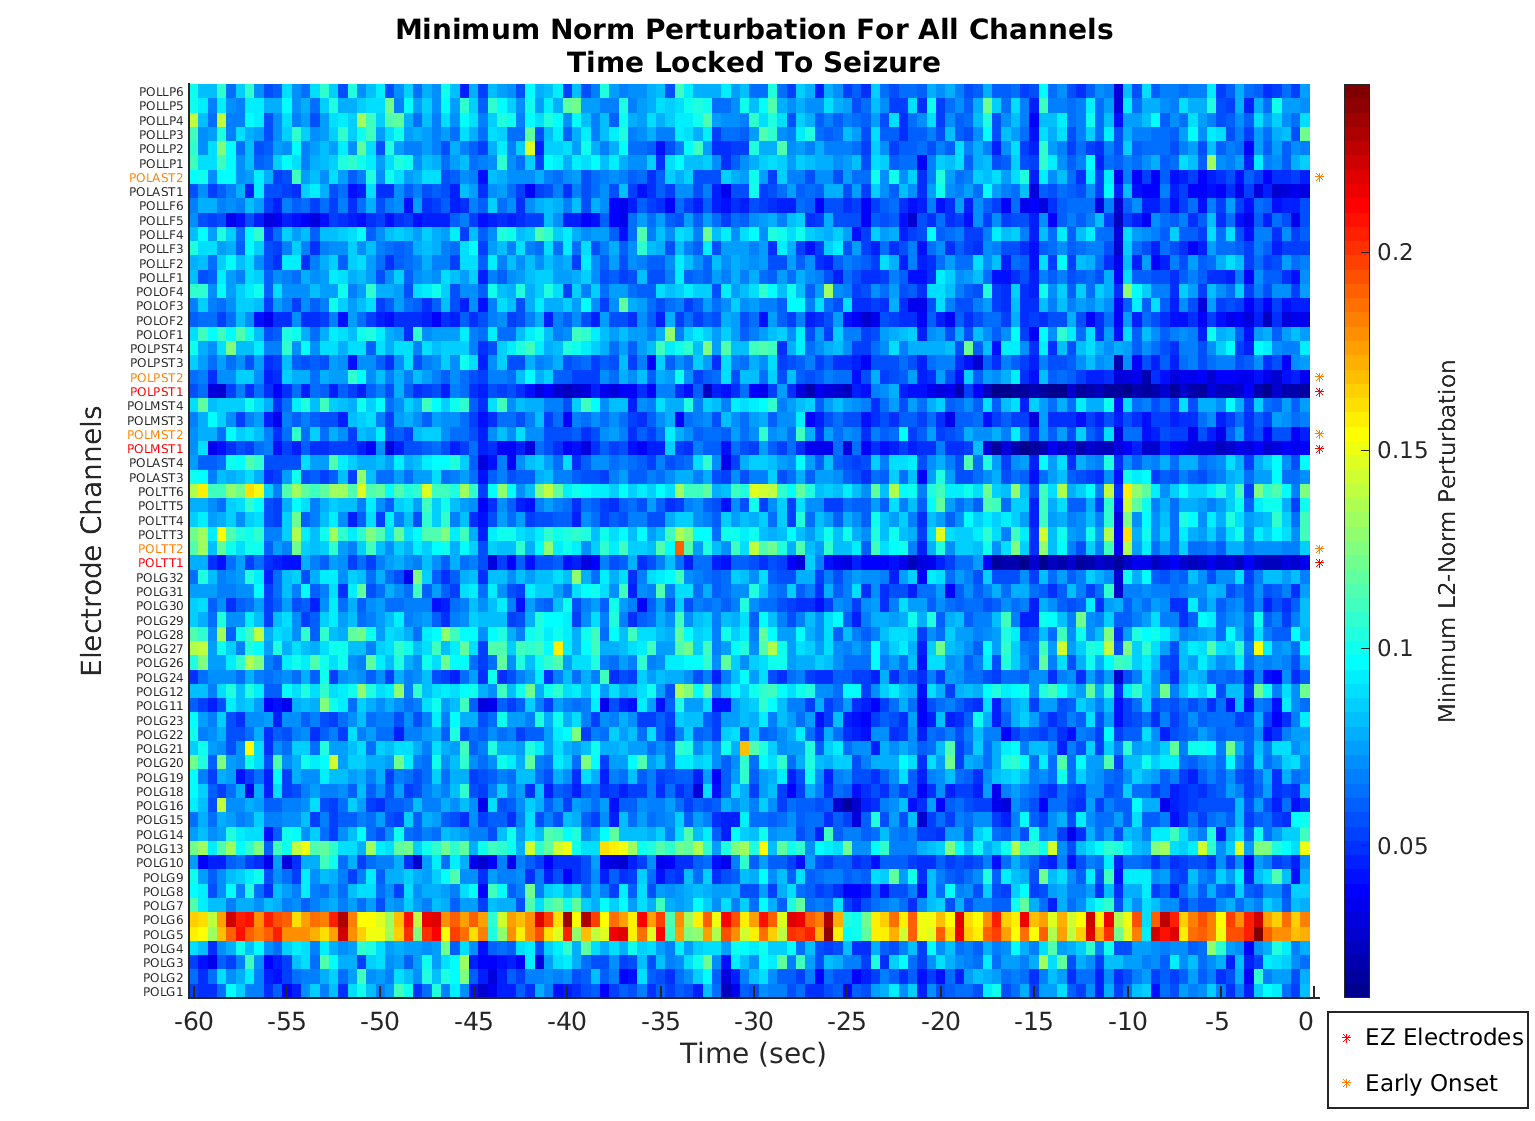 Minimum Norm Perturbation For All Channels
Time Locked To Seizure
Electrode Channels
POLLP6
POLLP5
POLLP4
POLLP3
POLLP2
POLLP1
POLAST2
POLAST1
POLLF6
POLLF5
POLLF4
POLLF3
POLLF2
POLLF1
POLOF4
POLOF3
POLOF2
POLOF1
POLPST4
POLPST3
POLPST2
POLPST1
POLMST4
POLMST3
POLMST2
POLMST1
POLAST4
POLAST3
POLTT6
POLTT5
POLTT4
POLTT3
POLTT2
POLTT1
POLG32
POLG31
POLG30
POLG29
POLG28
POLG27
POLG26
POLG24
POLG12
POLG11
POLG23
POLG22
POLG21
POLG20
POLG19
POLG18
POLG16
POLG15
POLG14
POLG13
POLG10
POLG9
POLG8
POLG7
POLG6
POLG5
POLG4
POLG3
POLG2
POLG1
-60 -55 -50 -45 -40 -35 -30 -25 -20 -15 -10 -5 0
Time (sec)
0.2
0.15
0.1
0.05
Minimum L2-Norm Perturbation
EZ Electrodes
Early Onset